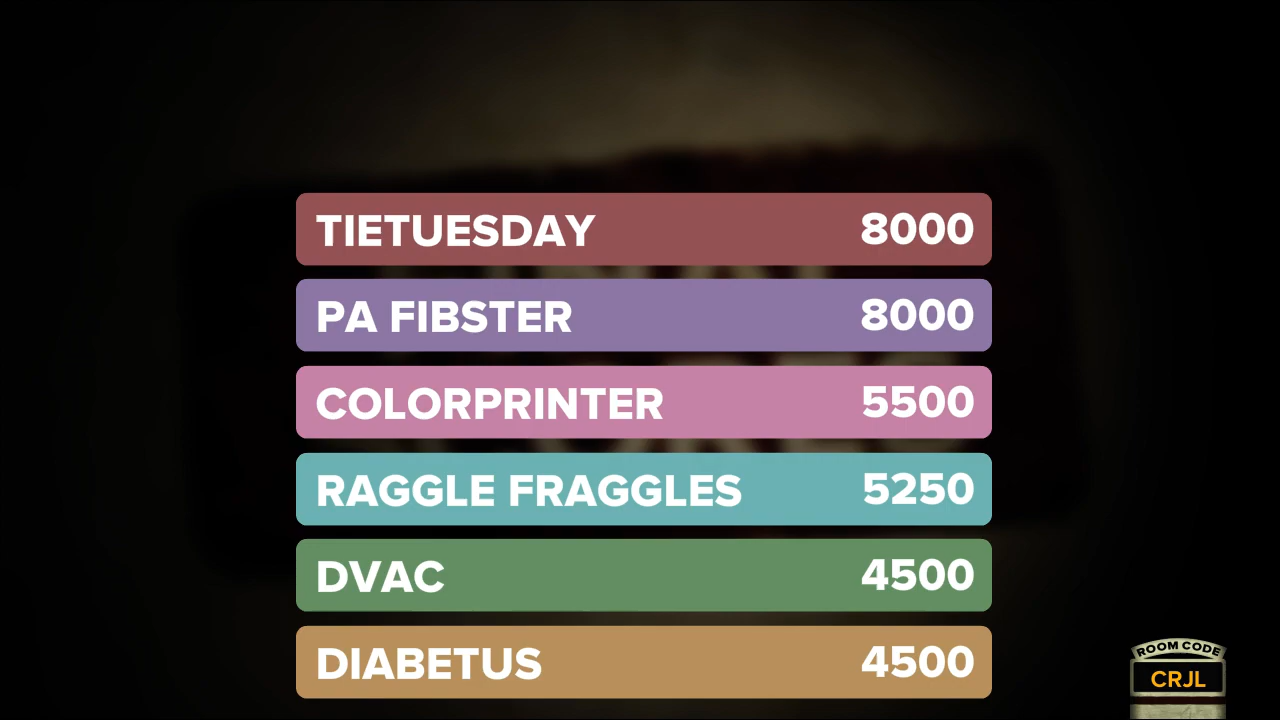 TIETUESDAY 8000
PA FIBSTER 8000
COLORPRINTER 5500
RAGGLE FRAGGLES 5250
DVAC 4500
DIABETUS 4500
ROOM CODE
CRJL